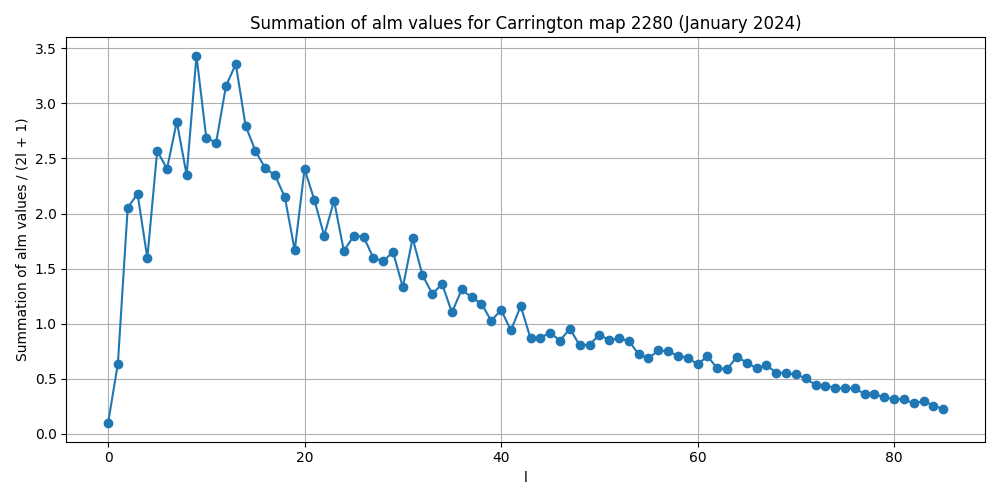 Summation of alm values for Carrington map 2280 (January 2024)
Summation of alm values / (2l + 1)
3.5
3.0
2.5
2.0
1.5
1.0
0.5
0.0
0 20 40 60 80
l